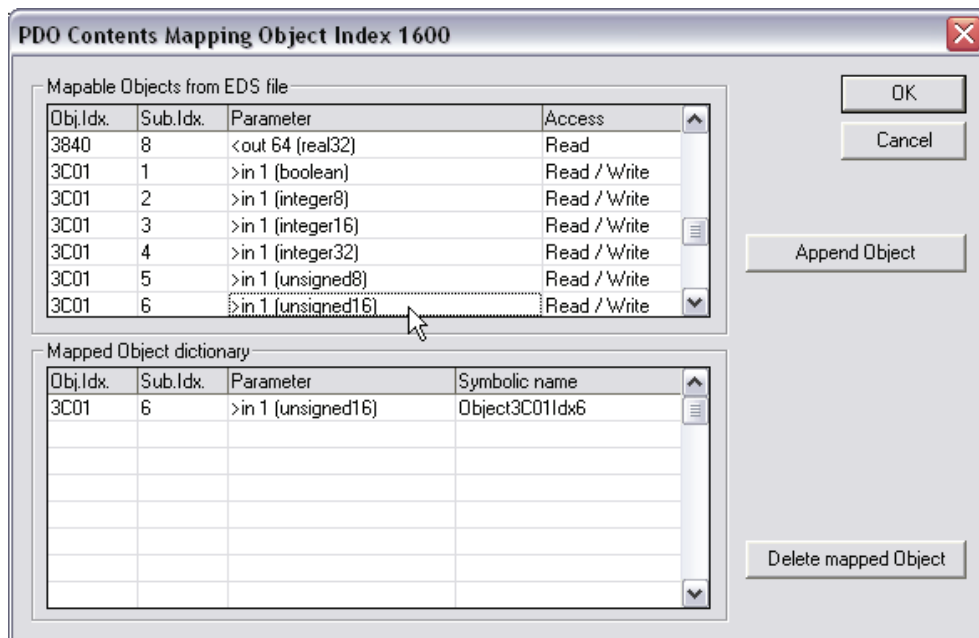 PDO Contents Mapping Object Index 1600
Mapable Objects from EDS file
OK
Cancel
Obj.Idx. Sub.Idx. Parameter Access
3840 8 <out 64 (real32) Read
3C01 1 >in 1 (boolean) Read / Write
3C01 2 >in 1 (integer8) Read / Write
3C01 3 >in 1 (integer16) Read / Write
3C01 4 >in 1 (integer32) Read / Write
3C01 5 >in 1 (unsigned8) Read / Write
3C01 6 >in 1 (unsigned16) Read / Write
Append Object
Mapped Object dictionary
Obj.Idx. Sub.Idx. Parameter Symbolic name
3C01 6 >in 1 (unsigned16) Object3C01Idx6
Delete mapped Object